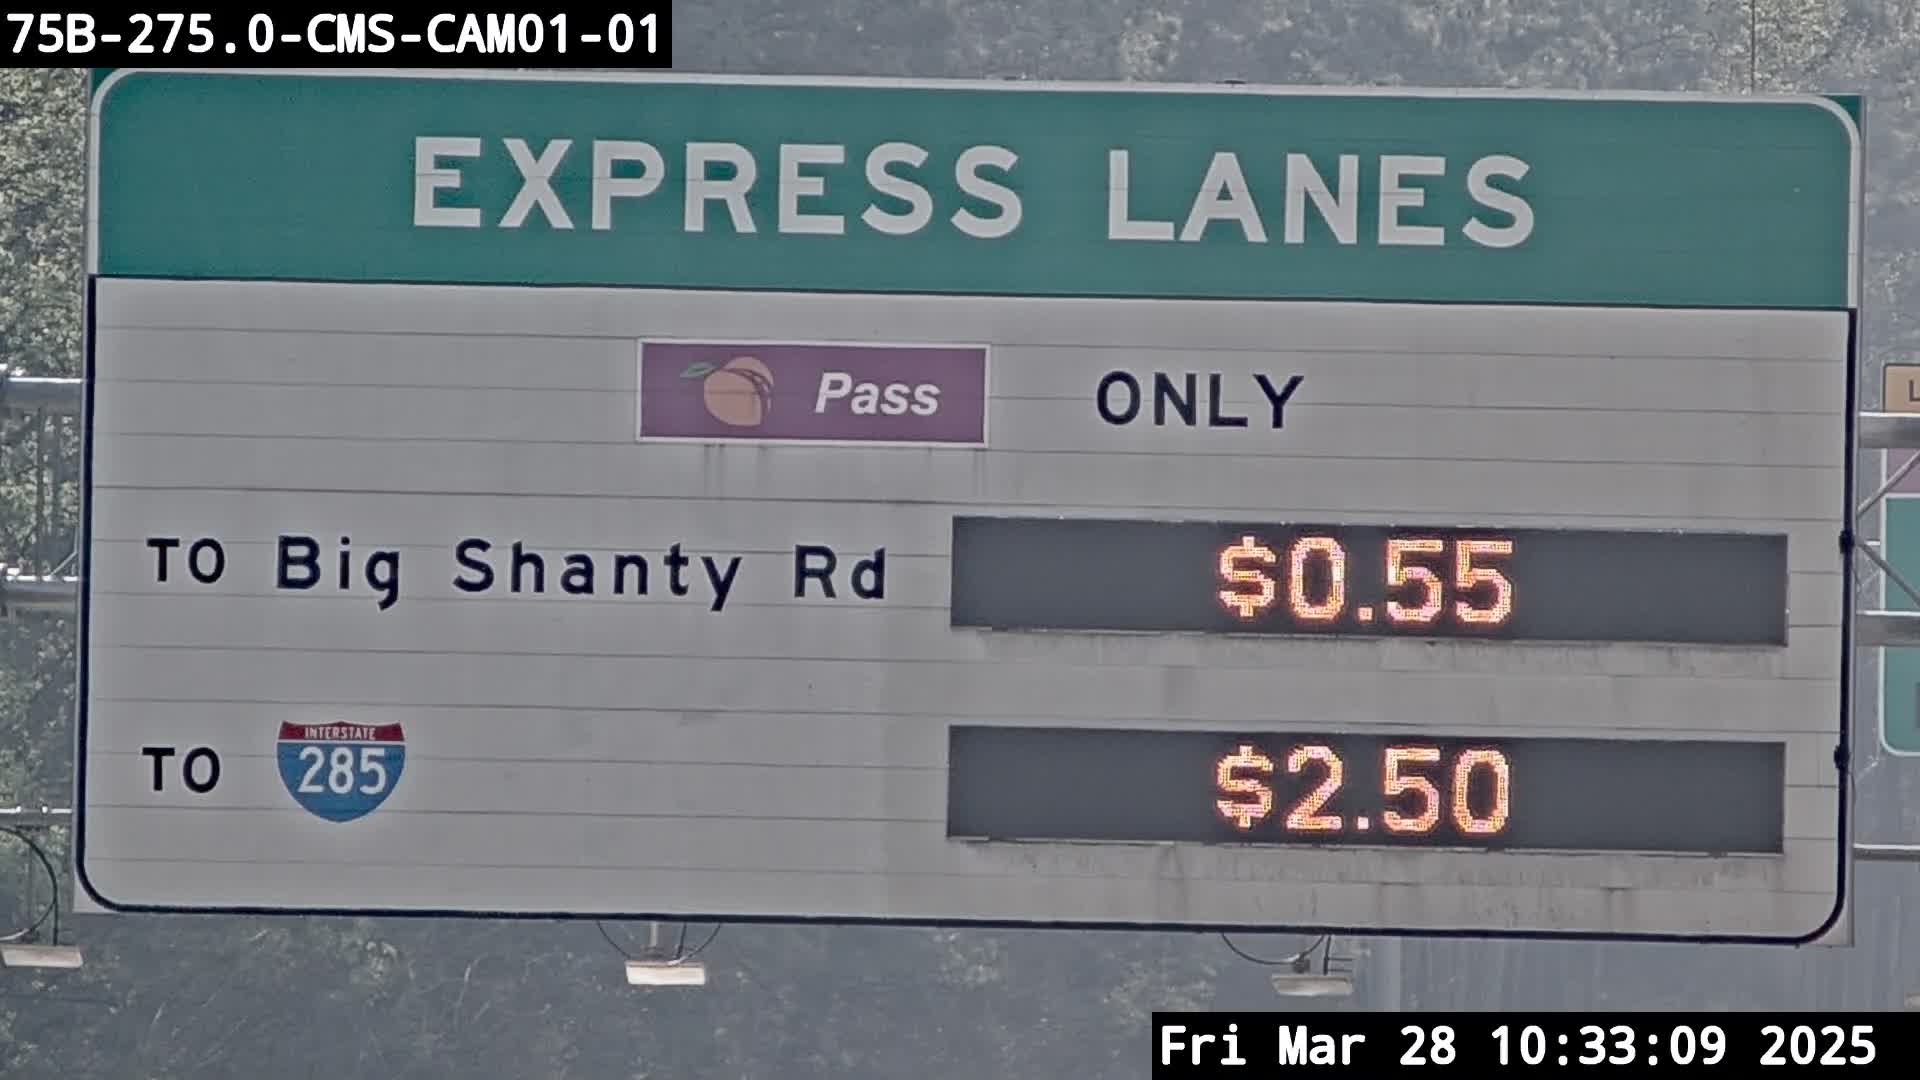 75B-275.0-CMS-CAM01-01
EXPRESS LANES
Pass ONLY
TO Big Shanty Rd $0.55
INTERSTATE
TO 285 $2.50
Fri Mar 28 10:33:09 2025